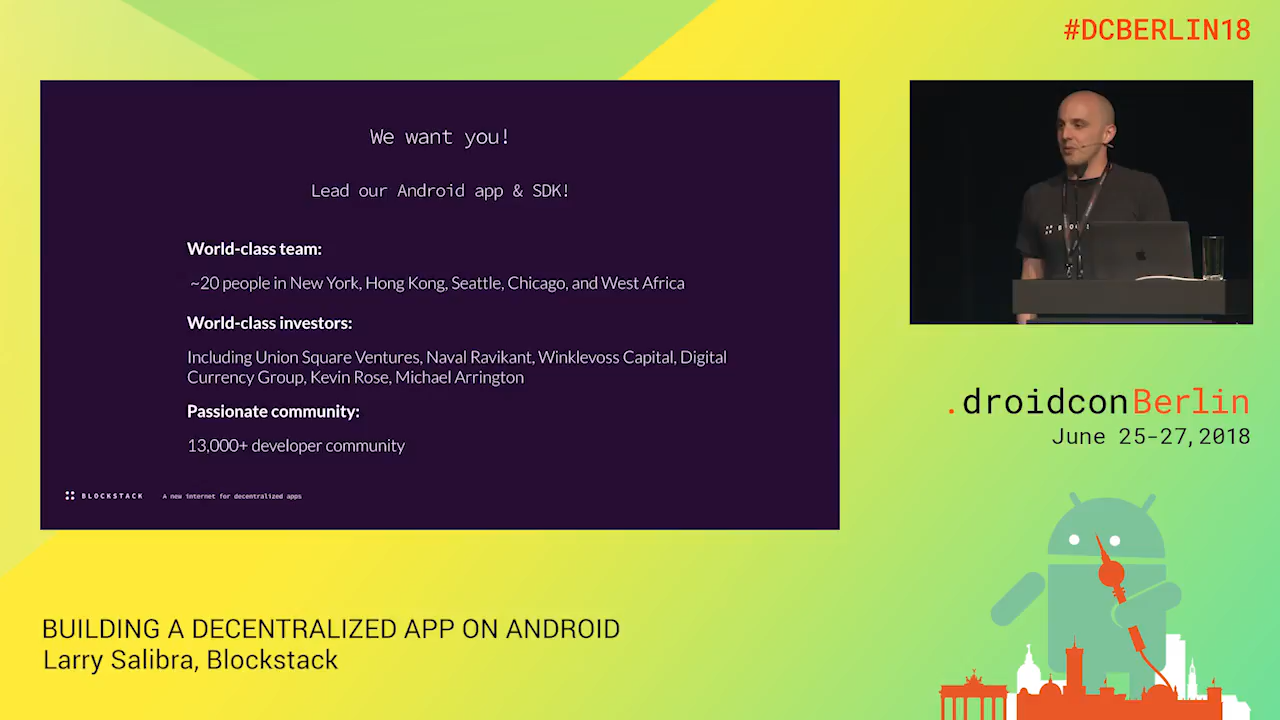 #DCBERLIN18
We want you!
Lead our Android app & SDK!
World-class team:
~20 people in New York, Hong Kong, Seattle, Chicago, and West Africa
World-class investors:
Including Union Square Ventures, Naval Ravikant, Winklevoss Capital, Digital
Currency Group, Kevin Rose, Michael Arrington
Passionate community:
13,000+ developer community
BLOCKSTACK A new internet for decentralized apps
.droidconBerlin
June 25-27,2018
BUILDING A DECENTRALIZED APP ON ANDROID
Larry Salibra, Blockstack